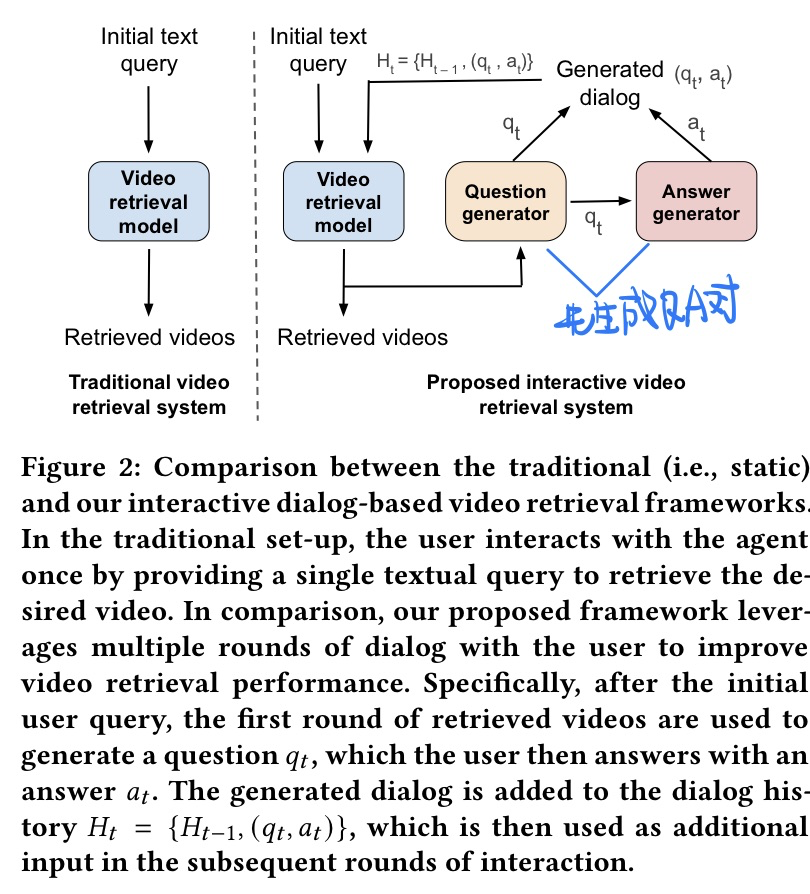 Initial text
query
Video
retrieval
model
Retrieved videos
Traditional video
retrieval system
Initial text
query
H_t = {H_{t-1}, (q_t, a_t)}
Generated
dialog
(q_t, a_t)
q_t
a_t
Video
retrieval
model
Question
generator
q_t
Answer
generator
先生成QA对
Retrieved videos
Proposed interactive video
retrieval system
Figure 2: Comparison between the traditional (i.e., static)
and our interactive dialog-based video retrieval frameworks.
In the traditional set-up, the user interacts with the agent
once by providing a single textual query to retrieve the de-
sired video. In comparison, our proposed framework lever-
ages multiple rounds of dialog with the user to improve
video retrieval performance. Specifically, after the initial
user query, the first round of retrieved videos are used to
generate a question q_t, which the user then answers with an
answer a_t. The generated dialog is added to the dialog his-
tory H_t = {H_{t-1}, (q_t, a_t)}, which is then used as additional
input in the subsequent rounds of interaction.